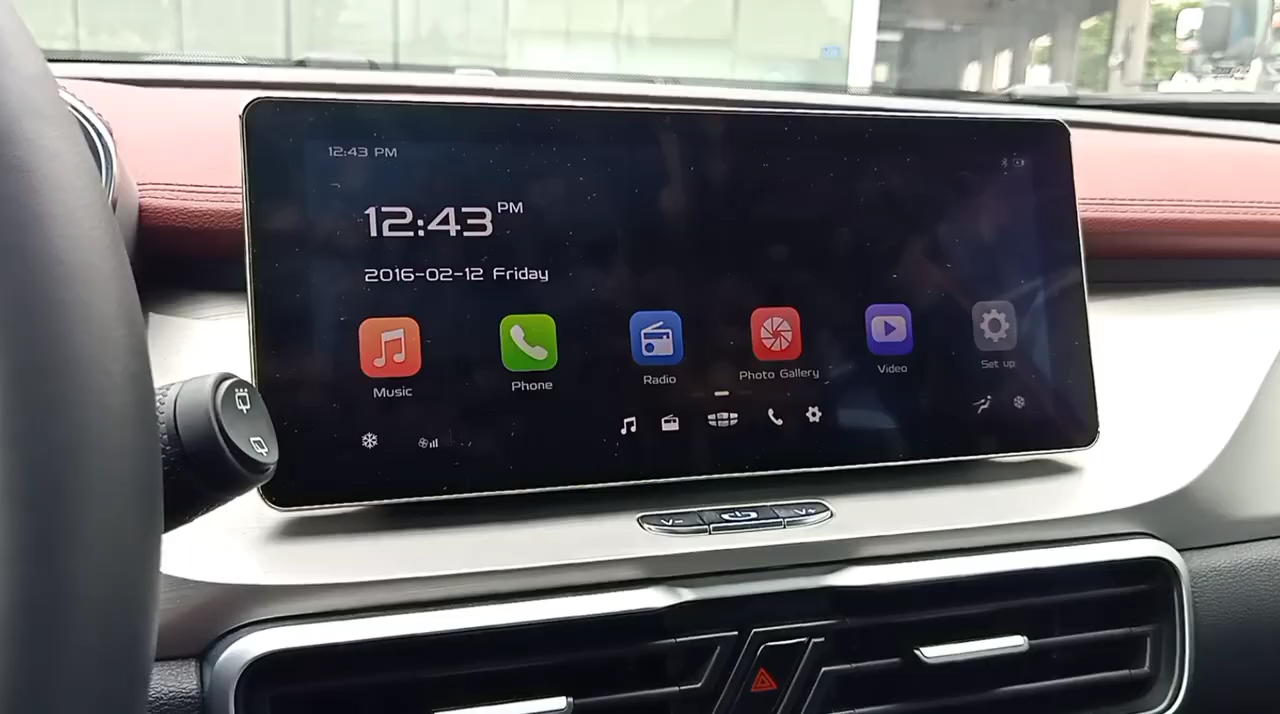 12:43 PM
12:43 PM
2016-02-12 Friday
Music
Phone
Radio
Photo Gallery
Video
Set up
V-
V+